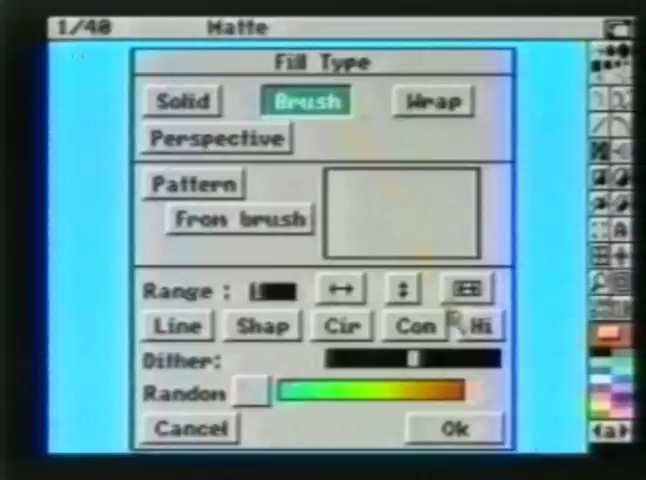 1/40 Matte
Fill Type
Solid Brush Wrap
Perspective
Pattern
From brush
Range :
Line Shap Cir Con Hi
Dither:
Random
Cancel Ok
A
a